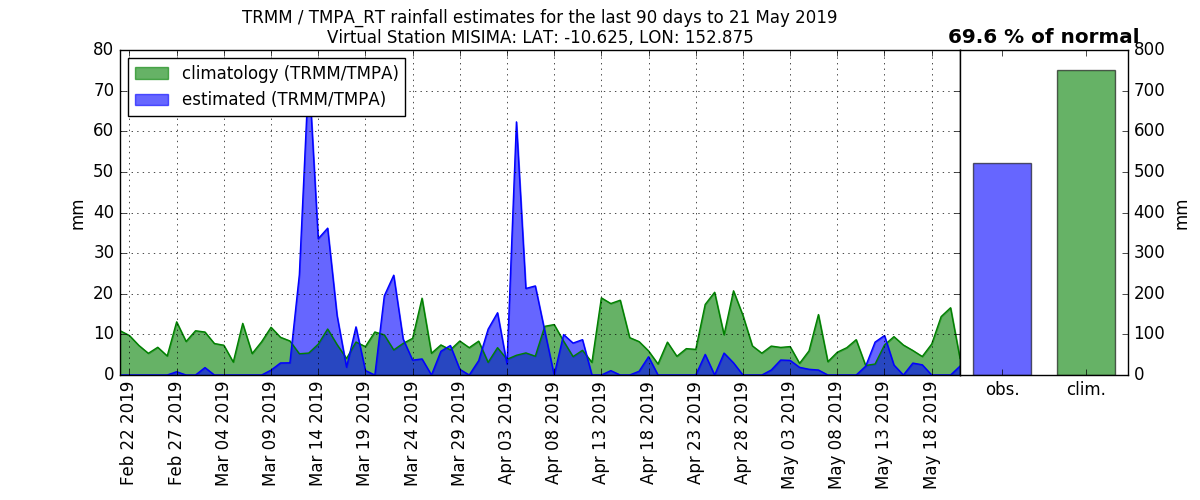 TRMM / TMPA_RT rainfall estimates for the last 90 days to 21 May 2019
Virtual Station MISIMA: LAT: -10.625, LON: 152.875
69.6 % of normal
climatology (TRMM/TMPA)
estimated (TRMM/TMPA)
80
70
60
50
40
30
20
10
0
mm
Feb 22 2019
Feb 27 2019
Mar 04 2019
Mar 09 2019
Mar 14 2019
Mar 19 2019
Mar 24 2019
Mar 29 2019
Apr 03 2019
Apr 08 2019
Apr 13 2019
Apr 18 2019
Apr 23 2019
Apr 28 2019
May 03 2019
May 08 2019
May 13 2019
May 18 2019
800
700
600
500
400
300
200
100
0
mm
obs.
clim.